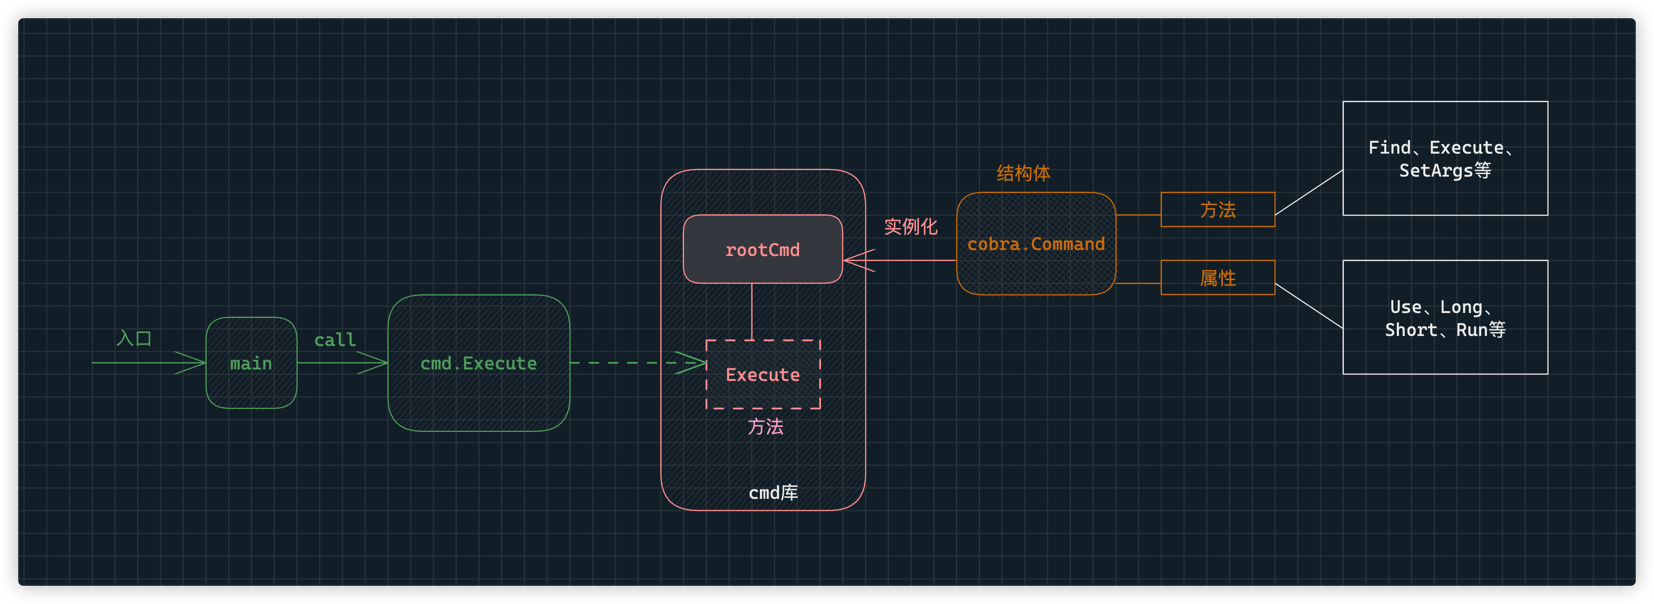 入口
main
call
cmd.Execute
rootCmd
Execute
方法
cmd库
实例化
结构体
cobra.Command
方法
属性
Find、Execute、
SetArgs等
Use、Long、
Short、Run等